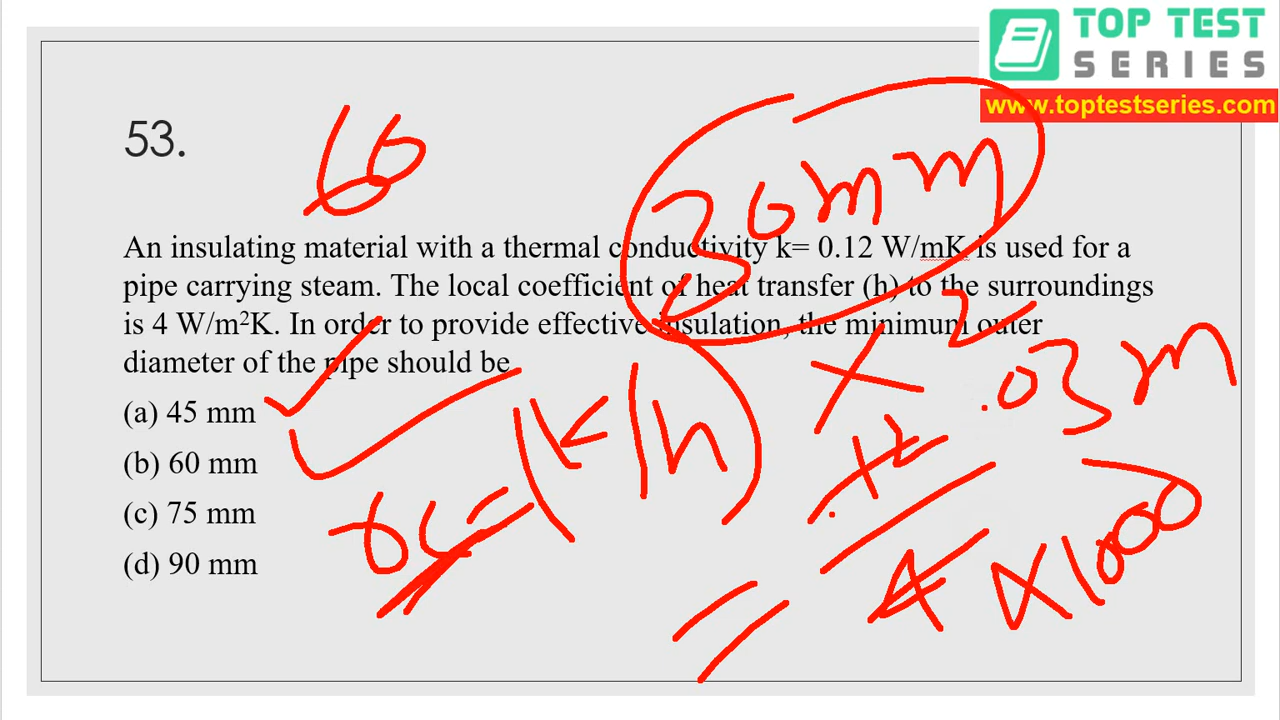 TOP TEST
SERIES
www.toptestseries.com
53.
60
30mm
An insulating material with a thermal conductivity k= 0.12 W/mK is used for a
pipe carrying steam. The local coefficient of heat transfer (h) to the surroundings
is 4 W/m²K. In order to provide effective insulation, the minimum outer
diameter of the pipe should be
(a) 45 mm
(b) 60 mm
(c) 75 mm
(d) 90 mm
x 2
.03 m
rc = (k/h)
.12
= 4 x 1000